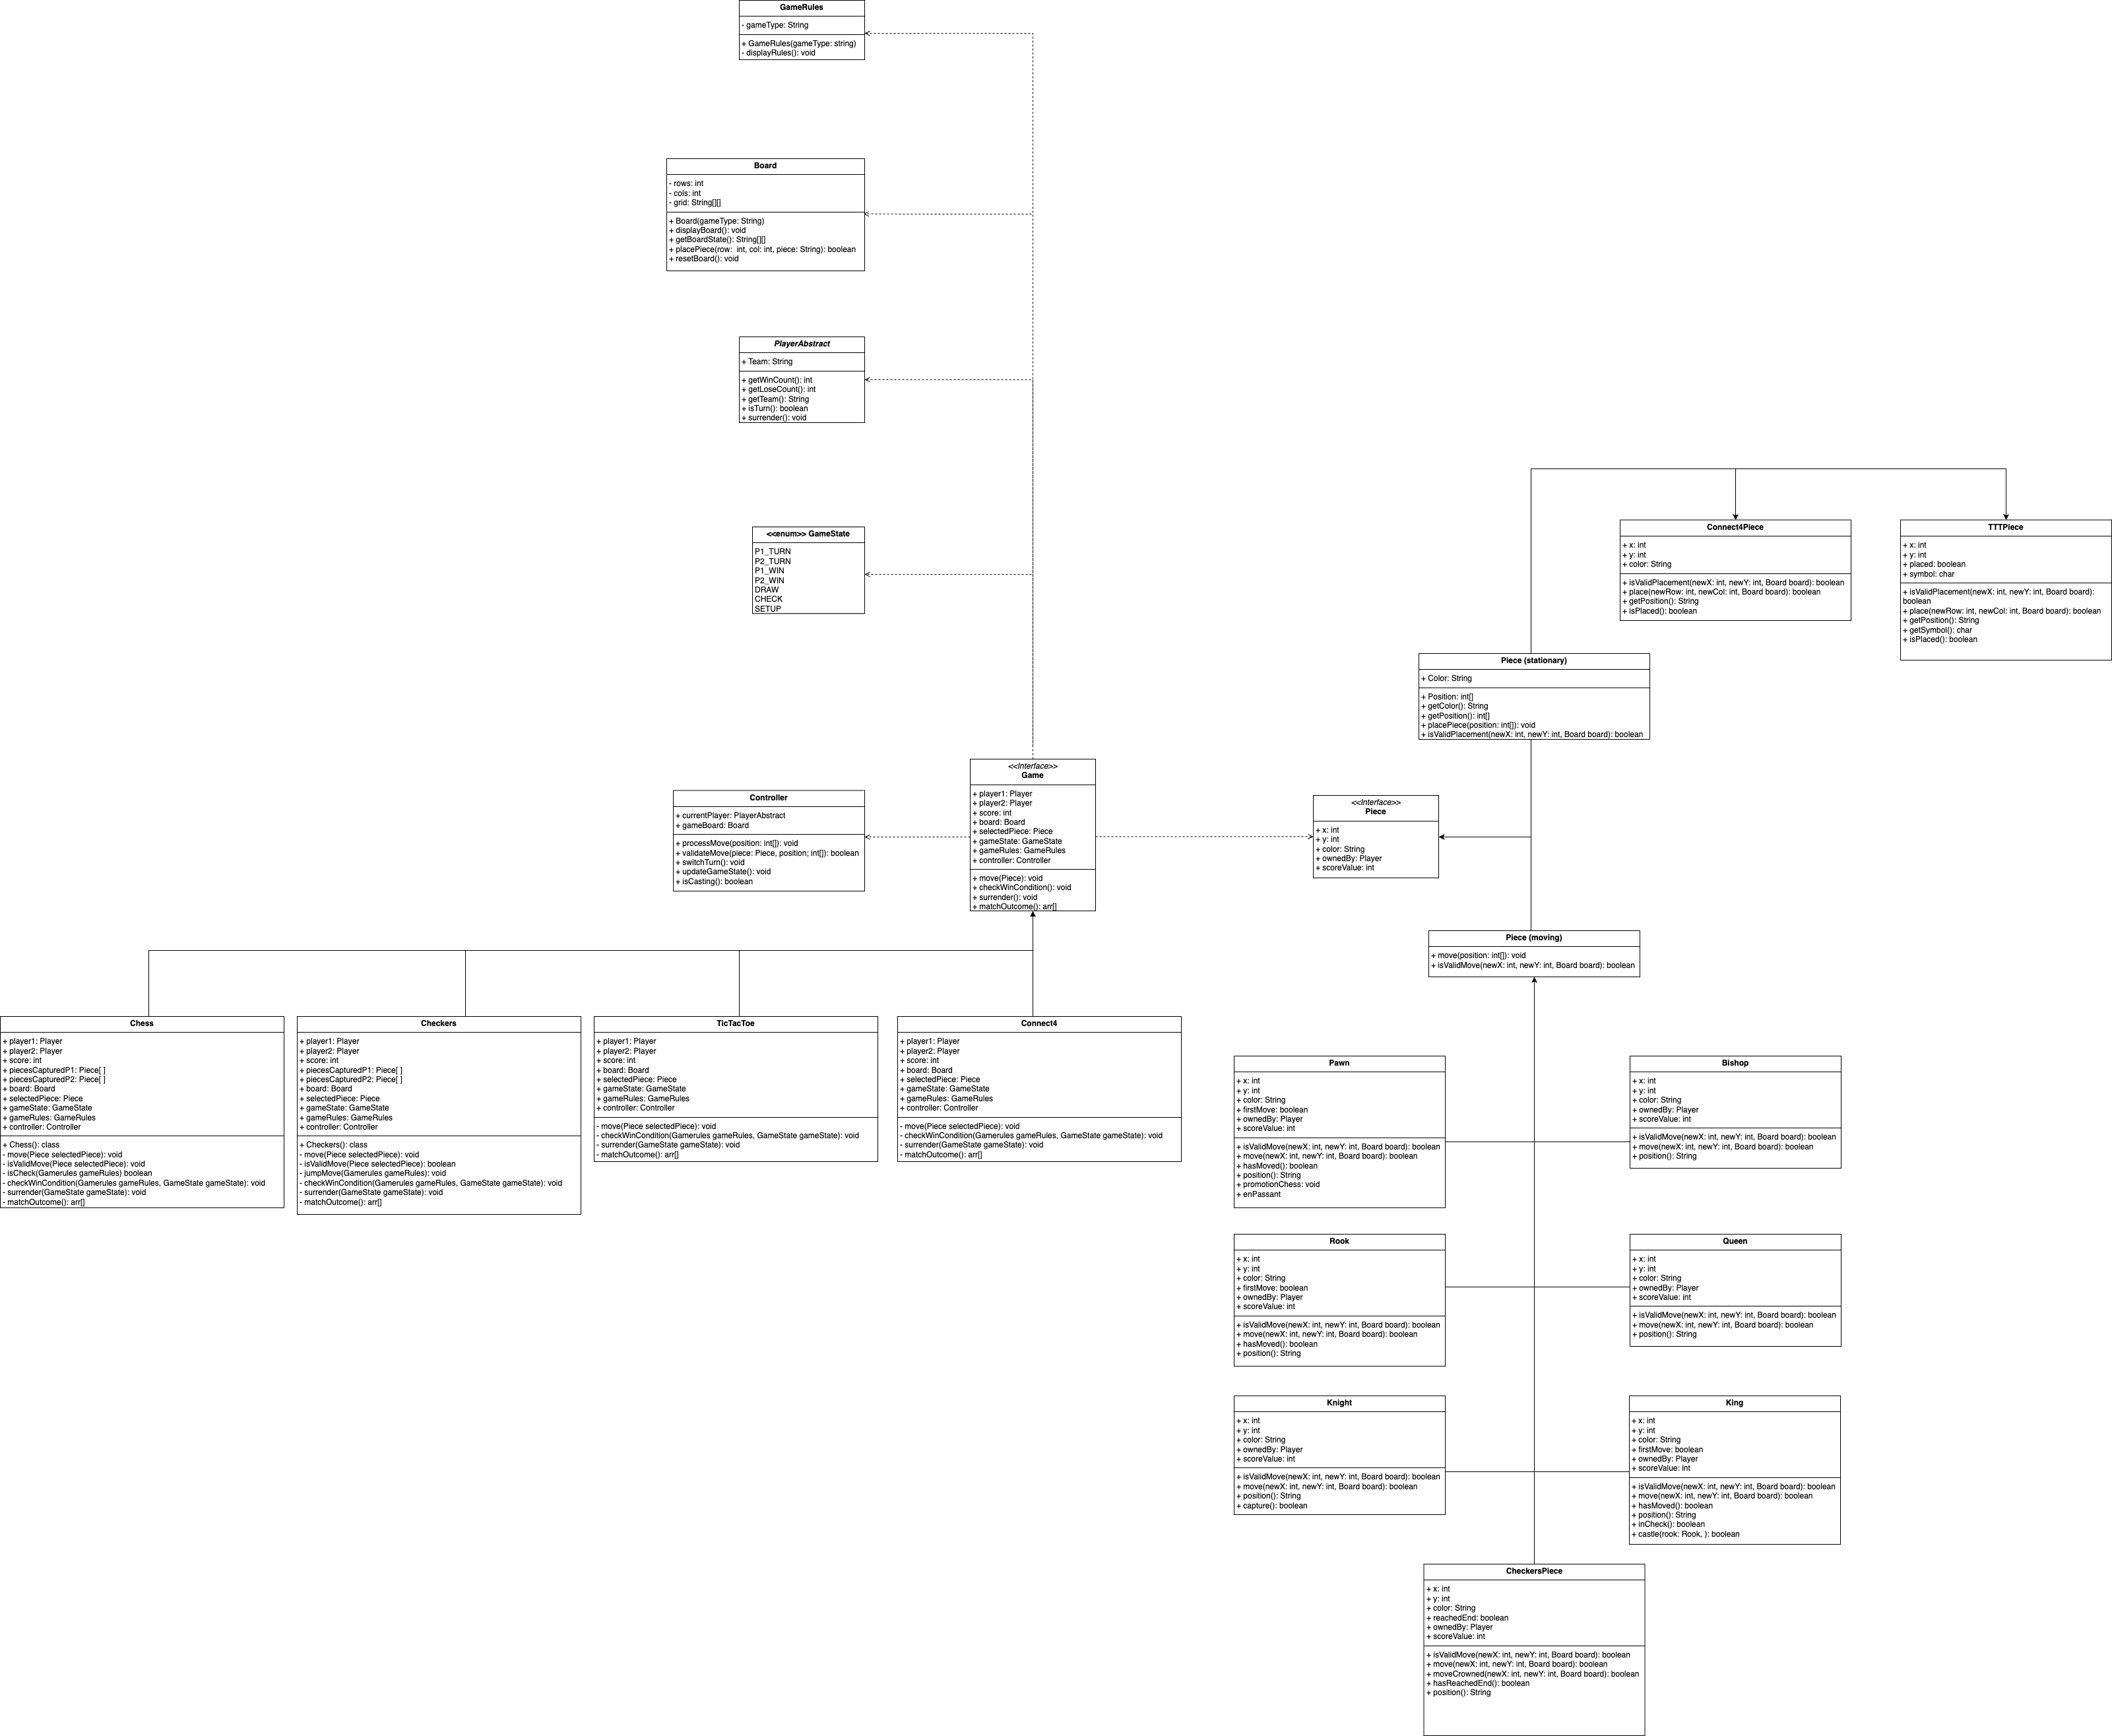 GameRules
- gameType: String
+ GameRules(gameType: string)
- displayRules(): void
Board
- rows: int
- cols: int
- grid: String[][]
+ Board(gameType: String)
+ displayBoard(): void
+ getBoardState(): String[][]
+ placePiece(row:  int, col: int, piece: String): boolean
+ resetBoard(): void
PlayerAbstract
+ Team: String
+ getWinCount(): int
+ getLoseCount(): int
+ getTeam(): String
+ isTurn(): boolean
+ surrender(): void
<<enum>> GameState
P1_TURN
P2_TURN
P1_WIN
P2_WIN
DRAW
CHECK
SETUP
Connect4Piece
+ x: int
+ y: int
+ color: String
+ isValidPlacement(newX: int, newY: int, Board board): boolean
+ place(newRow: int, newCol: int, Board board): boolean
+ getPosition(): String
+ isPlaced(): boolean
TTTPiece
+ x: int
+ y: int
+ placed: boolean
+ symbol: char
+ isValidPlacement(newX: int, newY: int, Board board):
boolean
+ place(newRow: int, newCol: int, Board board): boolean
+ getPosition(): String
+ getSymbol(): char
+ isPlaced(): boolean
Piece (stationary)
+ Color: String
+ Position: int[]
+ getColor(): String
+ getPosition(): int[]
+ placePiece(position: int[]): void
+ isValidPlacement(newX: int, newY: int, Board board): boolean
Controller
+ currentPlayer: PlayerAbstract
+ gameBoard: Board
+ processMove(position: int[]): void
+ validateMove(piece: Piece, position; int[]): boolean
+ switchTurn(): void
+ updateGameState(): void
+ isCasting(): boolean
<<Interface>>
Game
+ player1: Player
+ player2: Player
+ score: int
+ board: Board
+ selectedPiece: Piece
+ gameState: GameState
+ gameRules: GameRules
+ controller: Controller
+ move(Piece): void
+ checkWinCondition(): void
+ surrender(): void
+ matchOutcome(): arr[]
<<Interface>>
Piece
+ x: int
+ y: int
+ color: String
+ ownedBy: Player
+ scoreValue: int
Piece (moving)
+ move(position: int[]): void
+ isValidMove(newX: int, newY: int, Board board): boolean
Chess
+ player1: Player
+ player2: Player
+ score: int
+ piecesCapturedP1: Piece[ ]
+ piecesCapturedP2: Piece[ ]
+ board: Board
+ selectedPiece: Piece
+ gameState: GameState
+ gameRules: GameRules
+ controller: Controller
+ Chess(): class
- move(Piece selectedPiece): void
- isValidMove(Piece selectedPiece): void
- isCheck(Gamerules gameRules) boolean
- checkWinCondition(Gamerules gameRules, GameState gameState): void
- surrender(GameState gameState): void
- matchOutcome(): arr[]
Checkers
+ player1: Player
+ player2: Player
+ score: int
+ piecesCapturedP1: Piece[ ]
+ piecesCapturedP2: Piece[ ]
+ board: Board
+ selectedPiece: Piece
+ gameState: GameState
+ gameRules: GameRules
+ controller: Controller
+ Checkers(): class
- move(Piece selectedPiece): void
- isValidMove(Piece selectedPiece): boolean
- jumpMove(Gamerules gameRules): void
- checkWinCondition(Gamerules gameRules, GameState gameState): void
- surrender(GameState gameState): void
- matchOutcome(): arr[]
TicTacToe
+ player1: Player
+ player2: Player
+ score: int
+ board: Board
+ selectedPiece: Piece
+ gameState: GameState
+ gameRules: GameRules
+ controller: Controller
- move(Piece selectedPiece): void
- checkWinCondition(Gamerules gameRules, GameState gameState): void
- surrender(GameState gameState): void
- matchOutcome(): arr[]
Connect4
+ player1: Player
+ player2: Player
+ score: int
+ board: Board
+ selectedPiece: Piece
+ gameState: GameState
+ gameRules: GameRules
+ controller: Controller
- move(Piece selectedPiece): void
- checkWinCondition(Gamerules gameRules, GameState gameState): void
- surrender(GameState gameState): void
- matchOutcome(): arr[]
Pawn
+ x: int
+ y: int
+ color: String
+ firstMove: boolean
+ ownedBy: Player
+ scoreValue: int
+ isValidMove(newX: int, newY: int, Board board): boolean
+ move(newX: int, newY: int, Board board): boolean
+ hasMoved(): boolean
+ position(): String
+ promotionChess: void
+ enPassant
Bishop
+ x: int
+ y: int
+ color: String
+ ownedBy: Player
+ scoreValue: int
+ isValidMove(newX: int, newY: int, Board board): boolean
+ move(newX: int, newY: int, Board board): boolean
+ position(): String
Rook
+ x: int
+ y: int
+ color: String
+ firstMove: boolean
+ ownedBy: Player
+ scoreValue: int
+ isValidMove(newX: int, newY: int, Board board): boolean
+ move(newX: int, newY: int, Board board): boolean
+ hasMoved(): boolean
+ position(): String
Queen
+ x: int
+ y: int
+ color: String
+ ownedBy: Player
+ scoreValue: int
+ isValidMove(newX: int, newY: int, Board board): boolean
+ move(newX: int, newY: int, Board board): boolean
+ position(): String
Knight
+ x: int
+ y: int
+ color: String
+ ownedBy: Player
+ scoreValue: int
+ isValidMove(newX: int, newY: int, Board board): boolean
+ move(newX: int, newY: int, Board board): boolean
+ position(): String
+ capture(): boolean
King
+ x: int
+ y: int
+ color: String
+ firstMove: boolean
+ ownedBy: Player
+ scoreValue: int
+ isValidMove(newX: int, newY: int, Board board): boolean
+ move(newX: int, newY: int, Board board): boolean
+ hasMoved(): boolean
+ position(): String
+ inCheck(): boolean
+ castle(rook: Rook, ): boolean
CheckersPiece
+ x: int
+ y: int
+ color: String
+ reachedEnd: boolean
+ ownedBy: Player
+ scoreValue: int
+ isValidMove(newX: int, newY: int, Board board): boolean
+ move(newX: int, newY: int, Board board): boolean
+ moveCrowned(newX: int, newY: int, Board board): boolean
+ hasReachedEnd(): boolean
+ position(): String